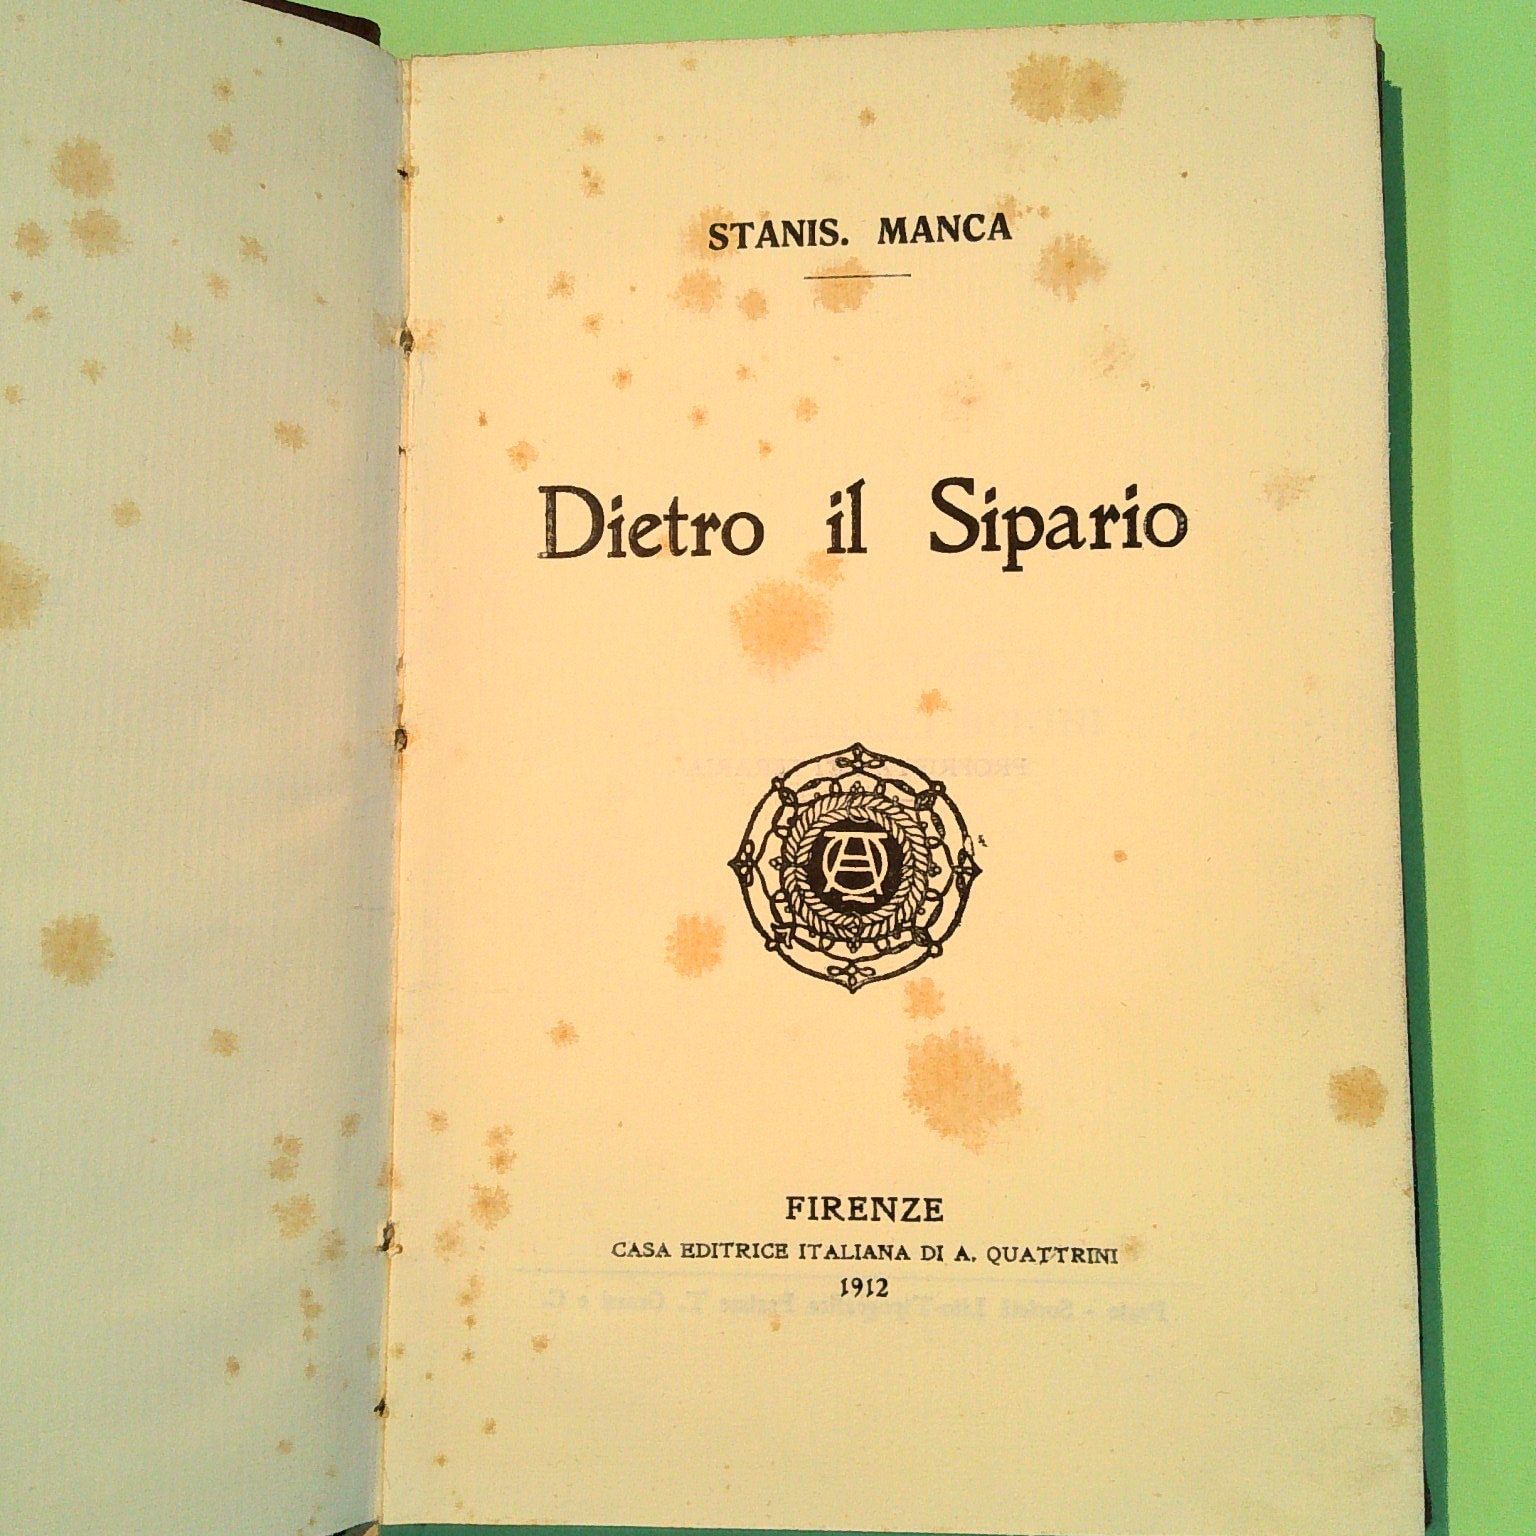 STANIS. MANCA
Dietro il Sipario
FIRENZE
CASA EDITRICE ITALIANA DI A. QUATTRINI
1912